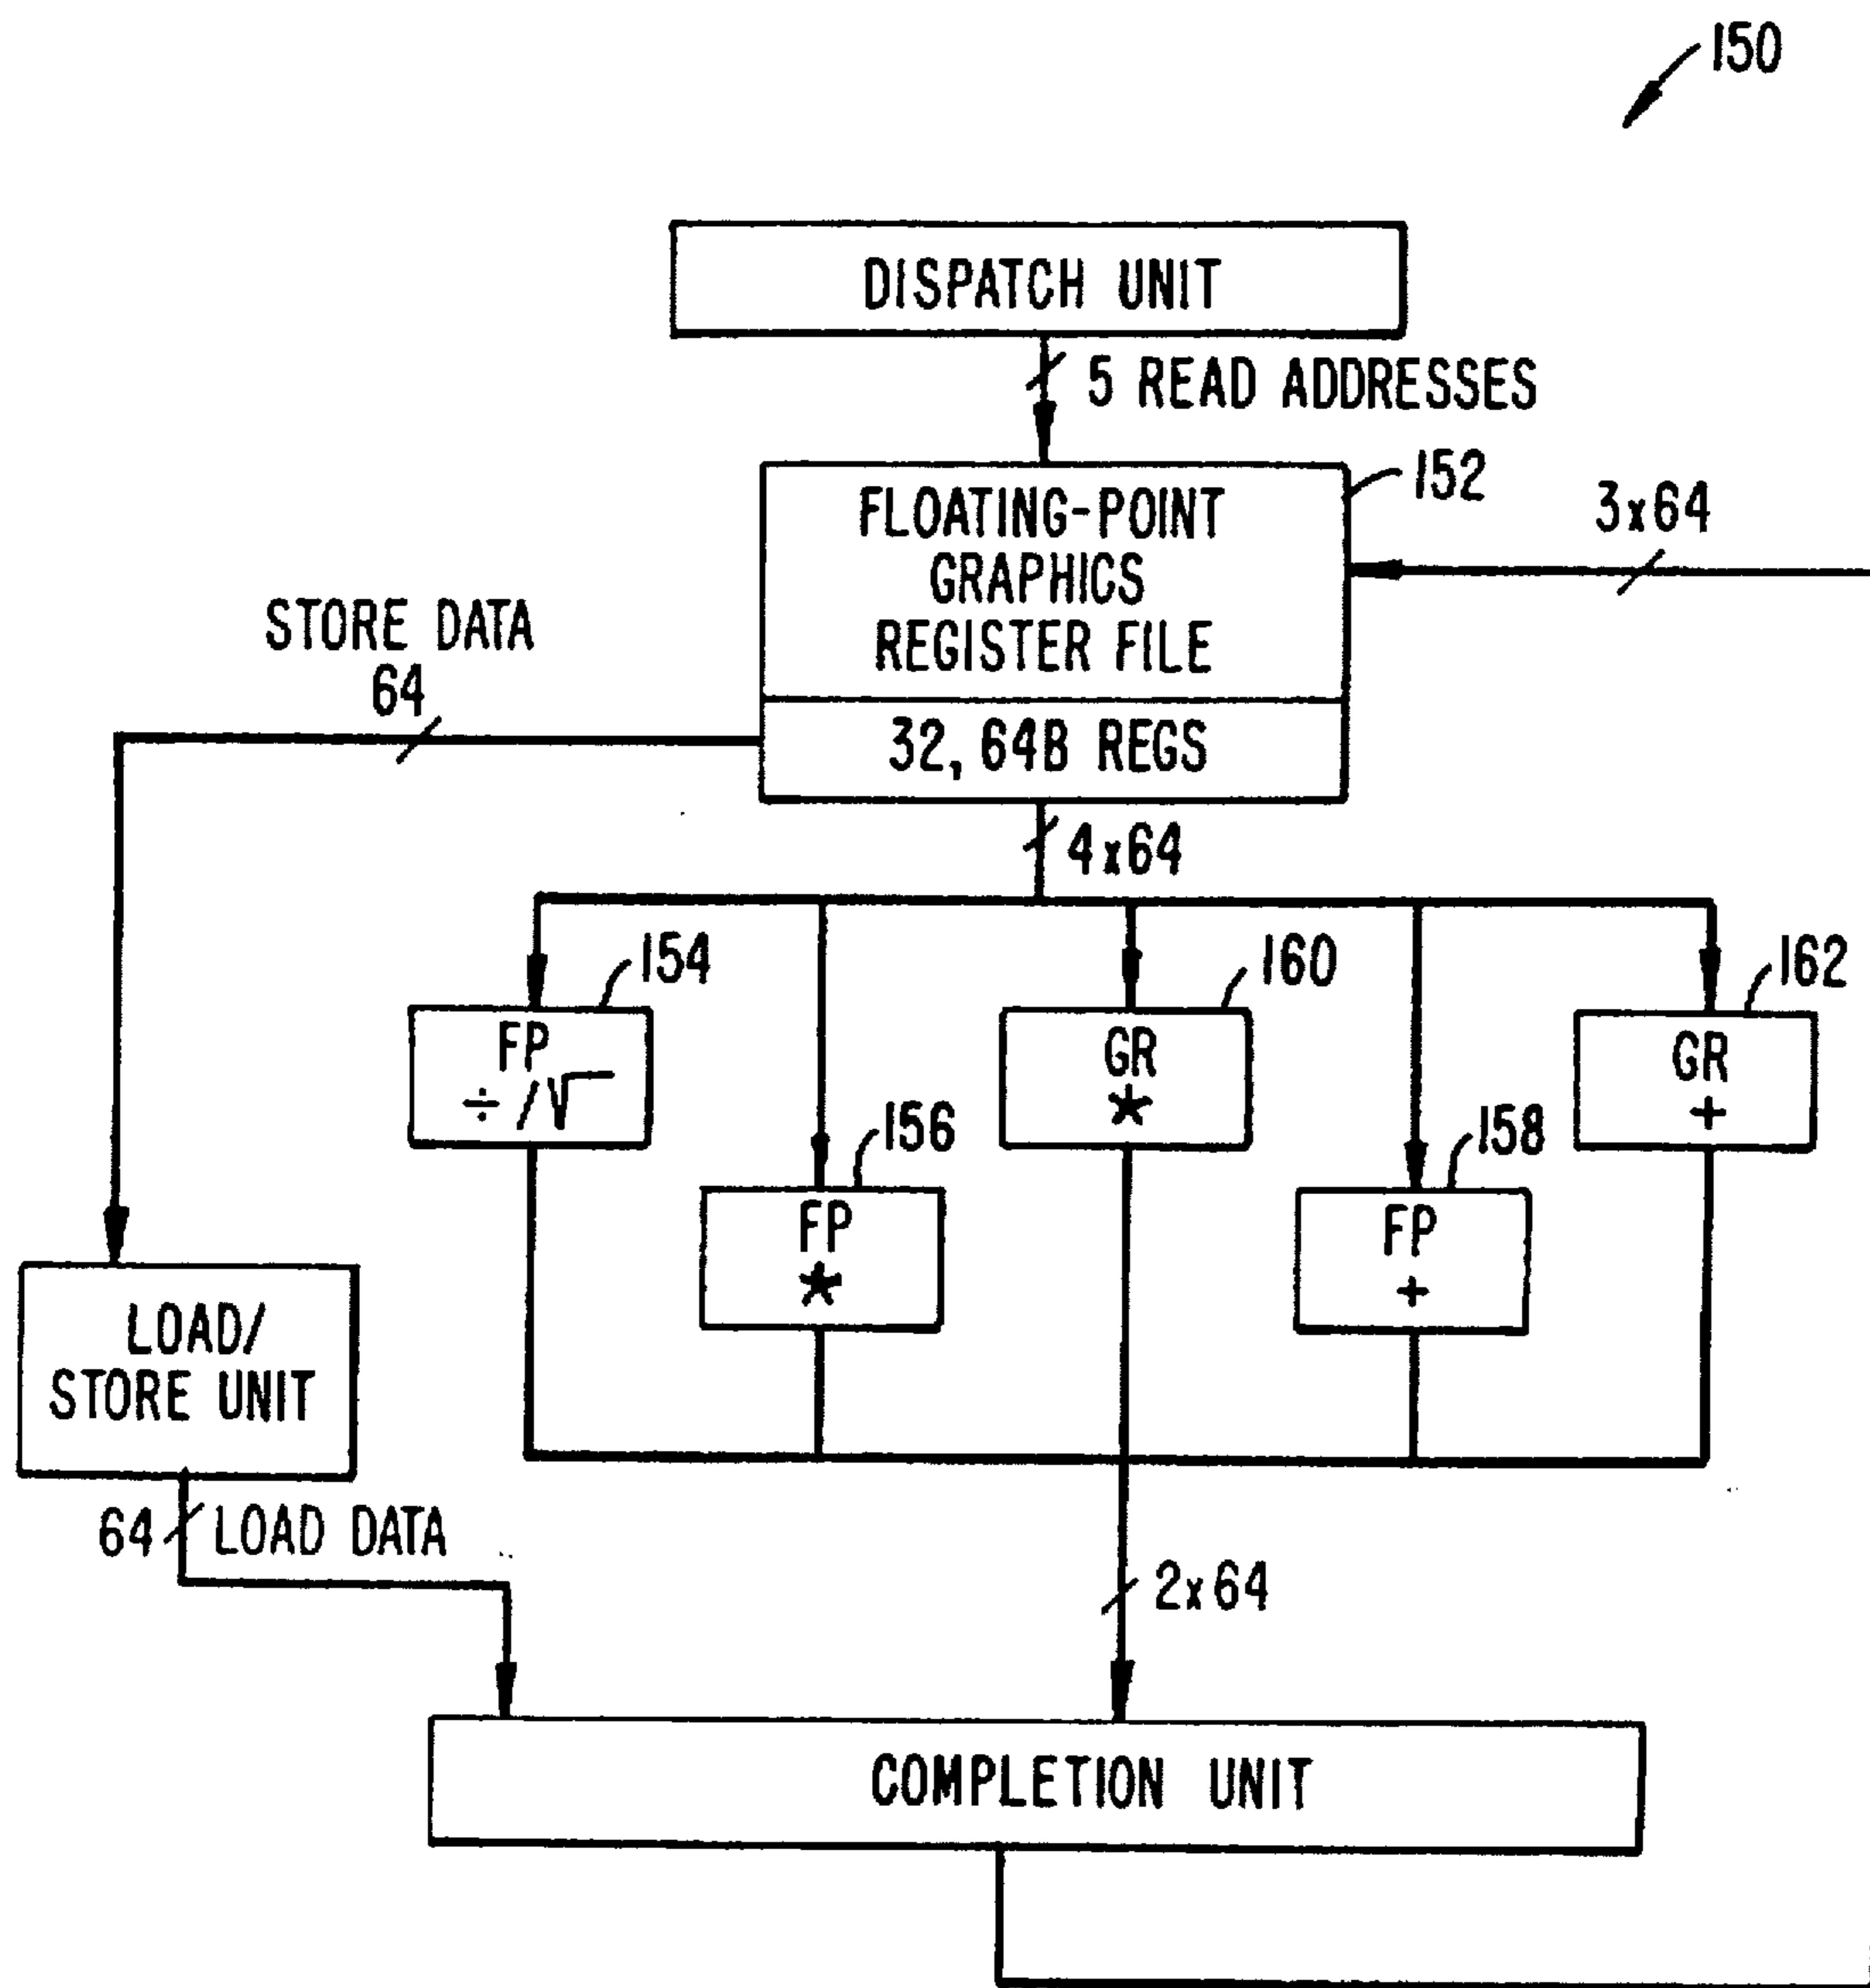 150
DISPATCH UNIT
5 READ ADDRESSES
152
FLOATING-POINT
GRAPHICS
REGISTER FILE
3x64
STORE DATA
64
32, 64B REGS
4x64
154
160
162
FP
÷/√
GR
*
GR
+
156
158
FP
*
FP
+
LOAD/
STORE UNIT
64 LOAD DATA
2x64
COMPLETION UNIT